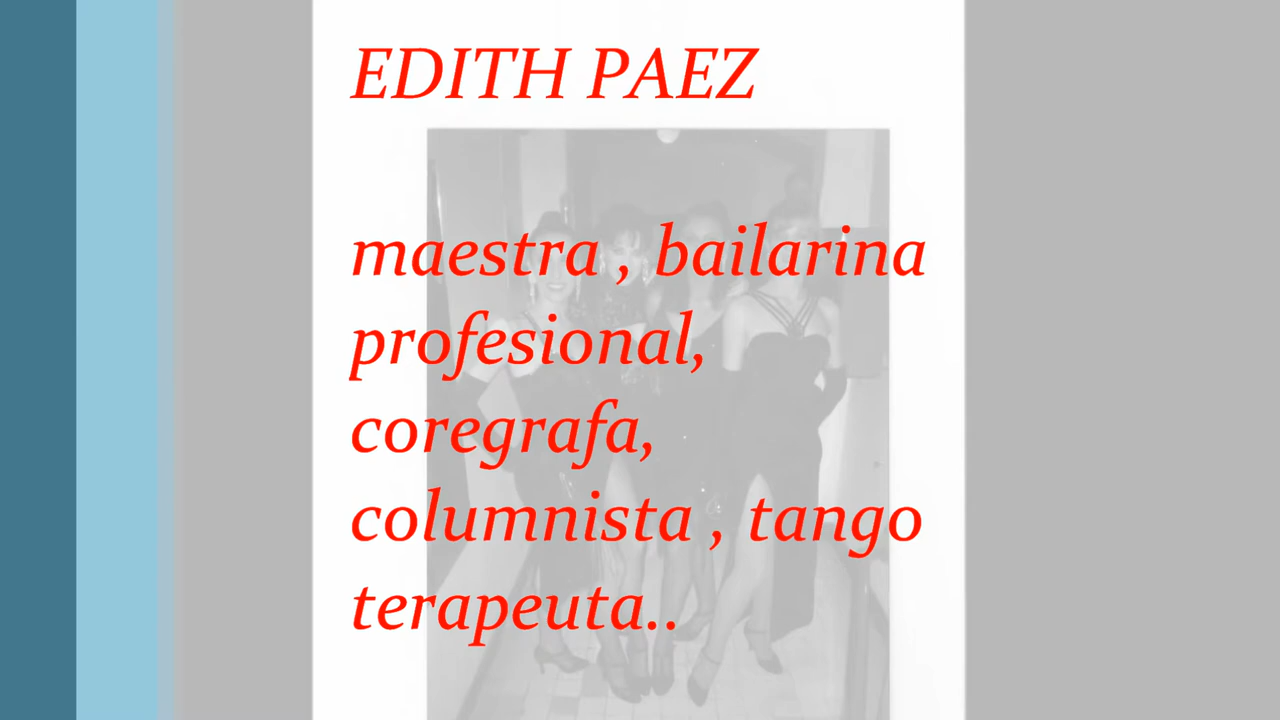 EDITH PAEZ
maestra , bailarina
profesional,
coregrafa,
columnista , tango
terapeuta..